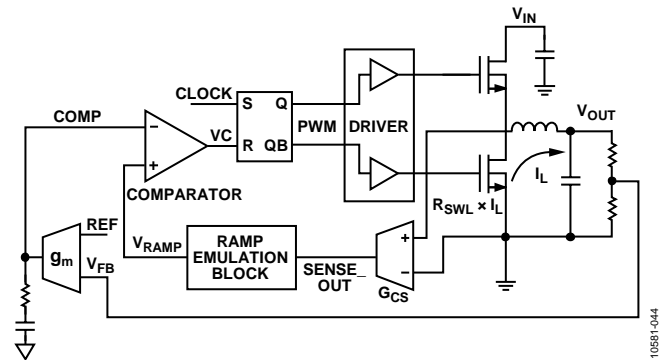 V_IN
CLOCK
S
Q
COMP
PWM
DRIVER
V_OUT
−
VC
R
QB
+
COMPARATOR
I_L
R_SWL × I_L
REF
V_RAMP
RAMP
EMULATION
BLOCK
+
g_m
V_FB
SENSE_
OUT
−
G_CS
10581-044